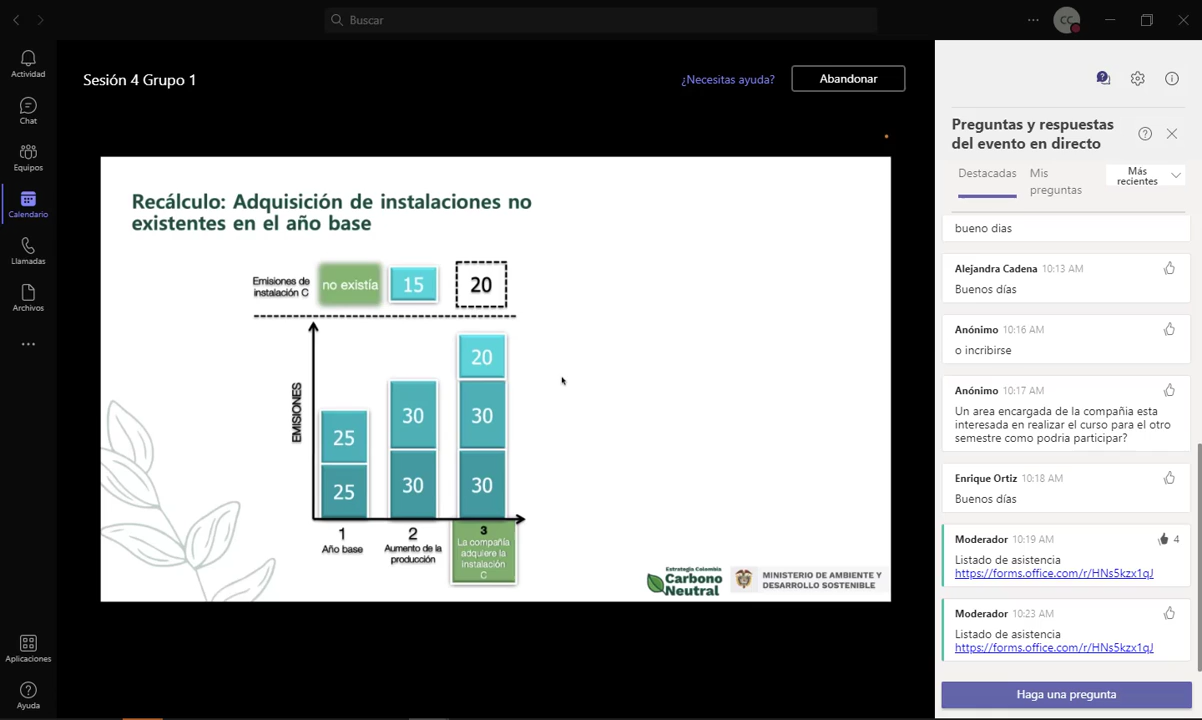 Buscar
CC
Actividad
Chat
Equipos
Calendario
Llamadas
Archivos
Aplicaciones
Ayuda
Sesión 4 Grupo 1
¿Necesitas ayuda?
Abandonar
Recálculo: Adquisición de instalaciones no
existentes en el año base
Emisiones de
instalación C
no existía
15
20
EMISIONES
25
25
30
30
20
30
30
1
Año base
2
Aumento de la
producción
3
La compañía
adquiere la
instalación
C
Estrategia Colombia
Carbono
Neutral
MINISTERIO DE AMBIENTE Y
DESARROLLO SOSTENIBLE
Preguntas y respuestas
del evento en directo
Destacadas
Mis
preguntas
Más
recientes
bueno dias
Alejandra Cadena 10:13 AM
Buenos días
Anónimo 10:16 AM
o incribirse
Anónimo 10:17 AM
Un area encargada de la compañia esta
interesada en realizar el curso para el otro
semestre como podria participar?
Enrique Ortiz 10:18 AM
Buenos días
Moderador 10:19 AM 4
Listado de asistencia
https://forms.office.com/r/HNs5kzx1qJ
Moderador 10:23 AM
Listado de asistencia
https://forms.office.com/r/HNs5kzx1qJ
Haga una pregunta